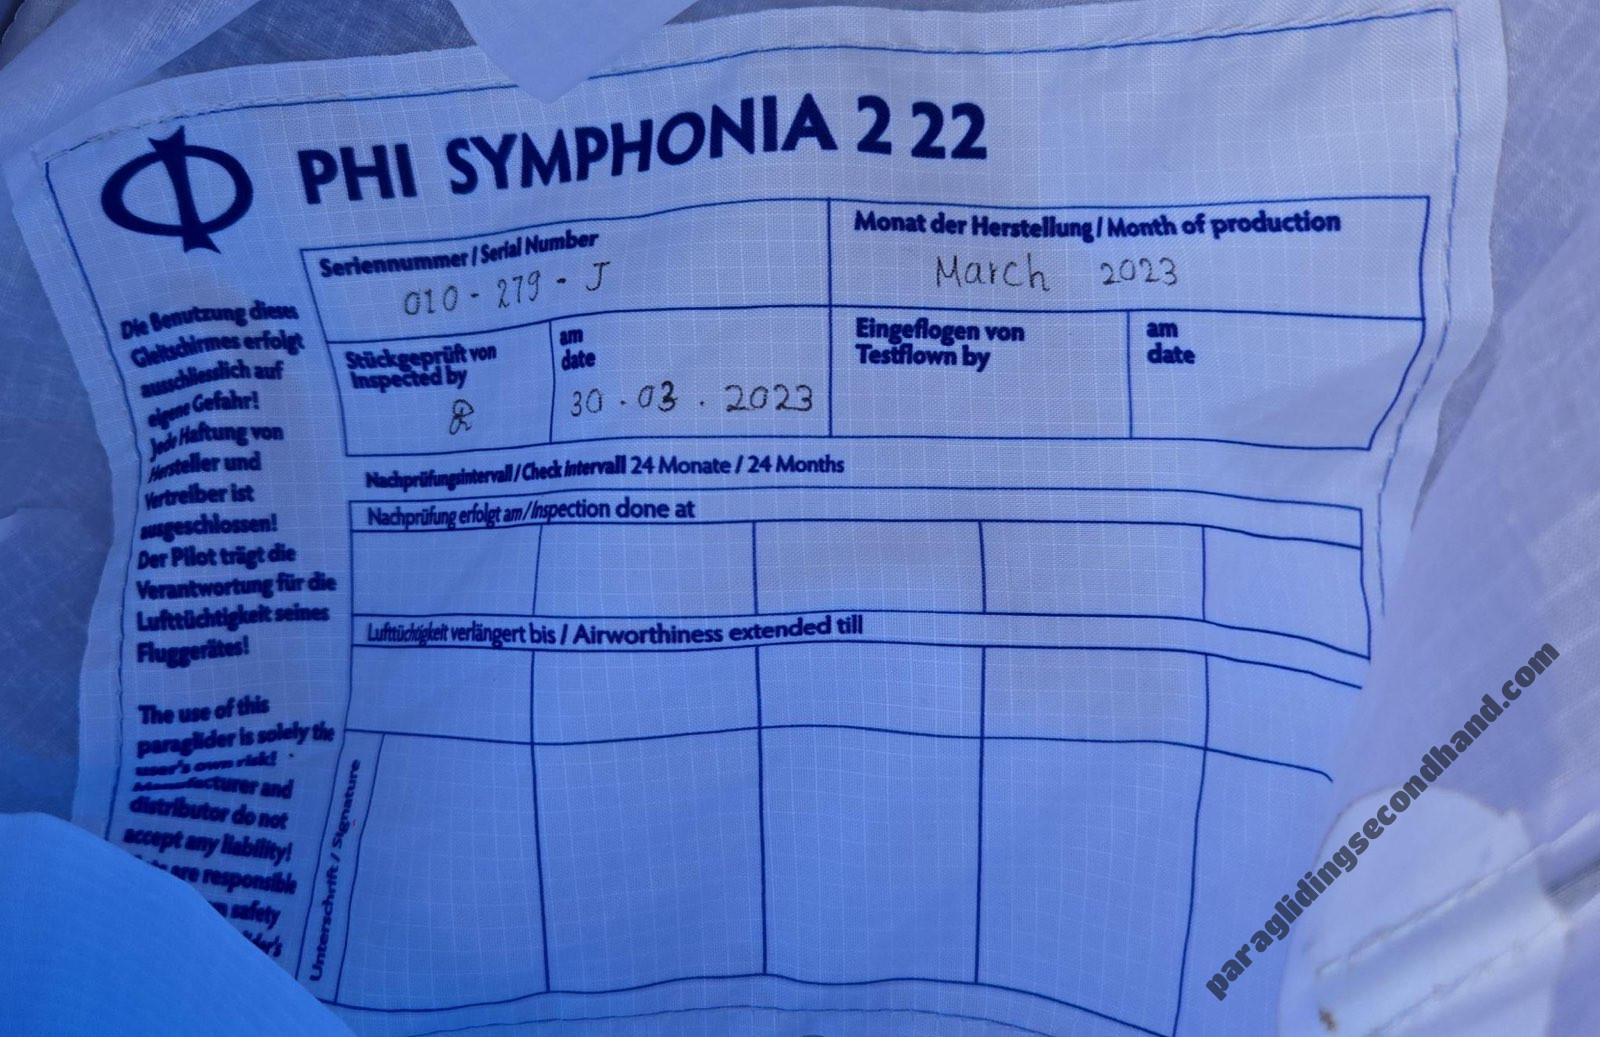 PHI SYMPHONIA 2 22
Seriennummer / Serial Number
010 - 279 - J
Monat der Herstellung / Month of production
March 2023
Stückgeprüft von
Inspected by
am
date
30 . 03 . 2023
Eingeflogen von
Testflown by
am
date
Nachprüfungsintervall / Check intervall 24 Monate / 24 Months
Nachprüfung erfolgt am / Inspection done at
Lufttüchtigkeit verlängert bis / Airworthiness extended till
Unterschrift / Signature
Die Benutzung dieses
Gleitschirmes erfolgt
ausschliesslich auf
eigene Gefahr!
Jede Haftung von
Hersteller und
Vertreiber ist
ausgeschlossen!
Der Pilot trägt die
Verantwortung für die
Lufttüchtigkeit seines
Fluggerätes!
The use of this
paraglider is solely the
user's own risk!
Manufacturer and
distributor do not
accept any liability!
are responsible
safety
paraglidingsecondhand.com